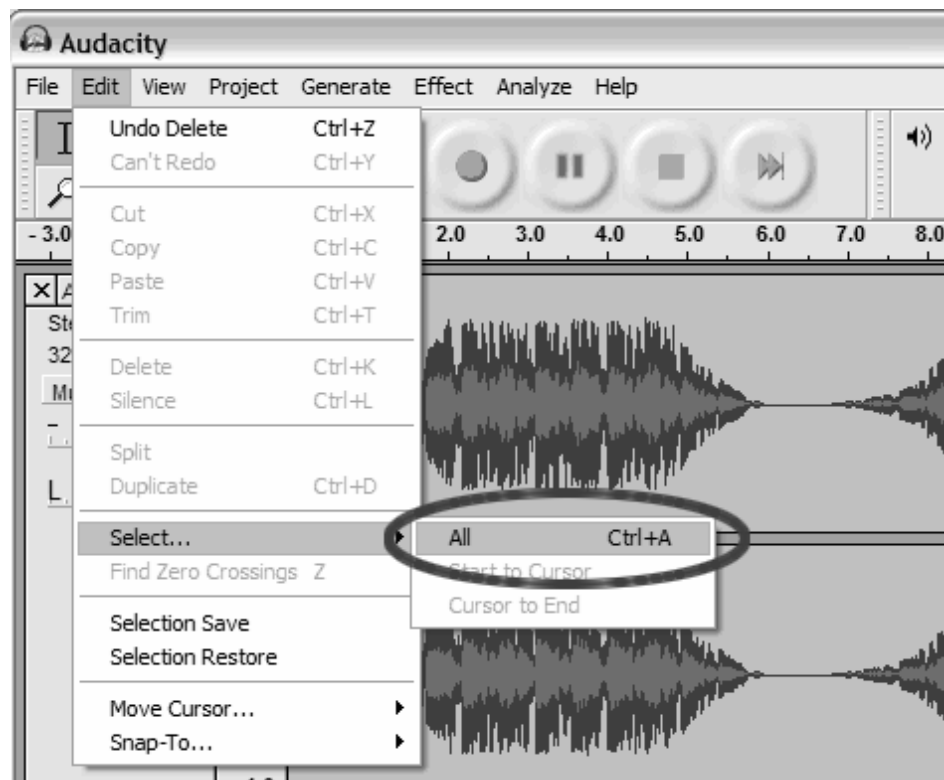 Audacity
File Edit View Project Generate Effect Analyze Help
Undo Delete Ctrl+Z
Can't Redo Ctrl+Y
- 3.0 2.0 3.0 4.0 5.0 6.0 7.0 8.0
Cut Ctrl+X
Copy Ctrl+C
Paste Ctrl+V
Trim Ctrl+T
Delete Ctrl+K
Silence Ctrl+L
Split
Duplicate Ctrl+D
L
Select...
All Ctrl+A
Find Zero Crossings Z
Start to Cursor
Cursor to End
Selection Save
Selection Restore
Move Cursor...
Snap-To...